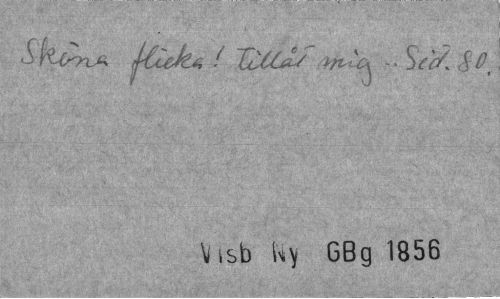 Sköna flicka! Tillåt mig .. Sid. 80.
Visb Ny GBg 1856